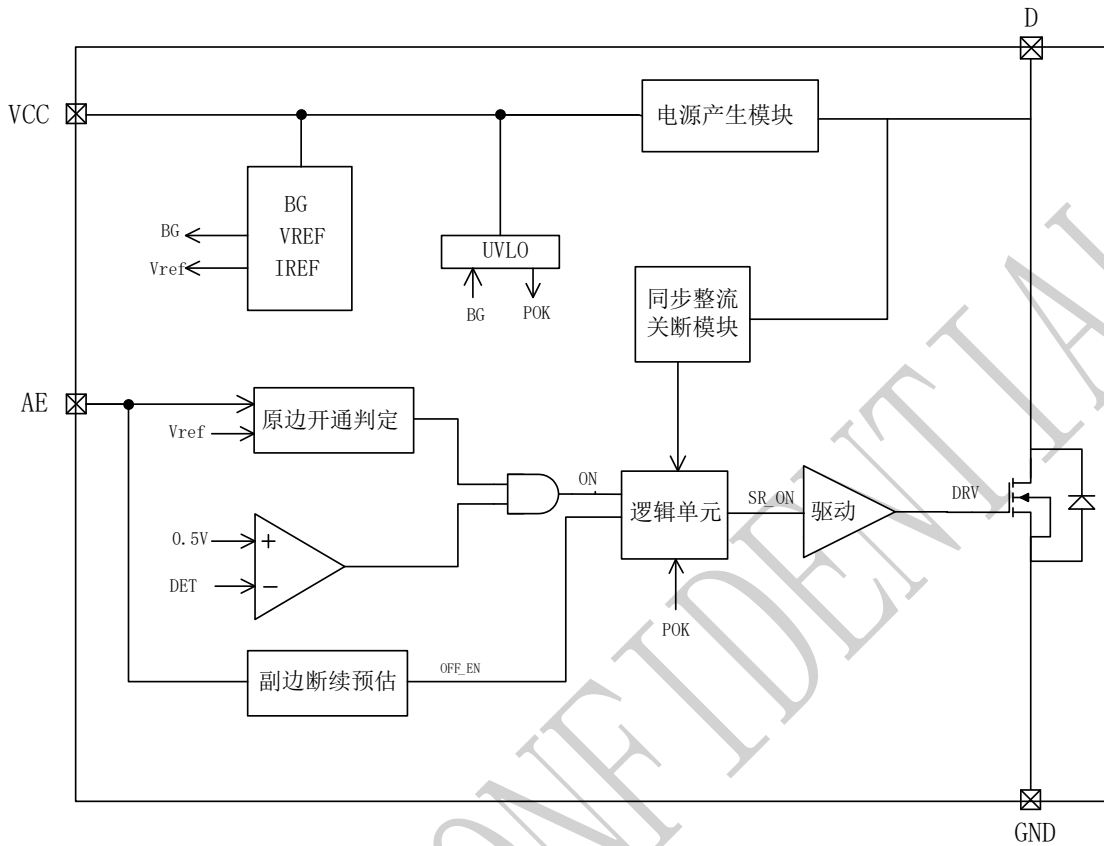 D
VCC
电源产生模块
BG
VREF
IREF
BG
Vref
UVLO
BG
POK
同步整流
关断模块
AE
原边开通判定
Vref
ON
逻辑单元
SR_ON
驱动
DRV
0.5V
+
DET
−
POK
副边断续预估
OFF_EN
GND
ONFIDENTIAL